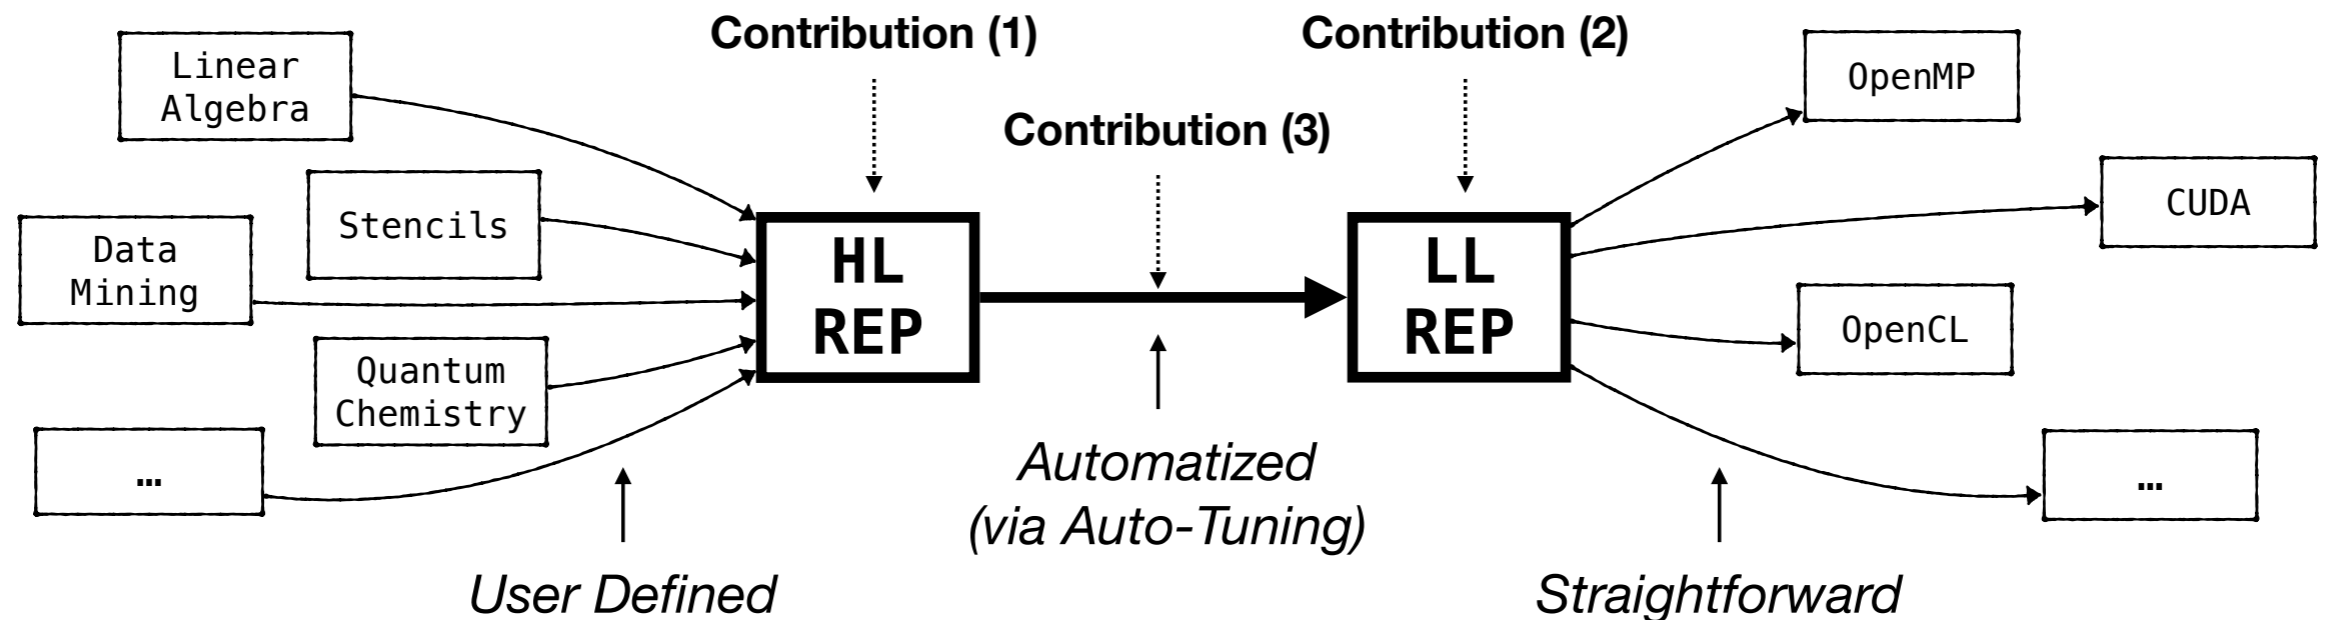 Contribution (1)
Contribution (2)
Contribution (3)
Linear
Algebra
Stencils
Data
Mining
Quantum
Chemistry
…
HL
REP
LL
REP
OpenMP
CUDA
OpenCL
…
User Defined
Automatized
(via Auto-Tuning)
Straightforward